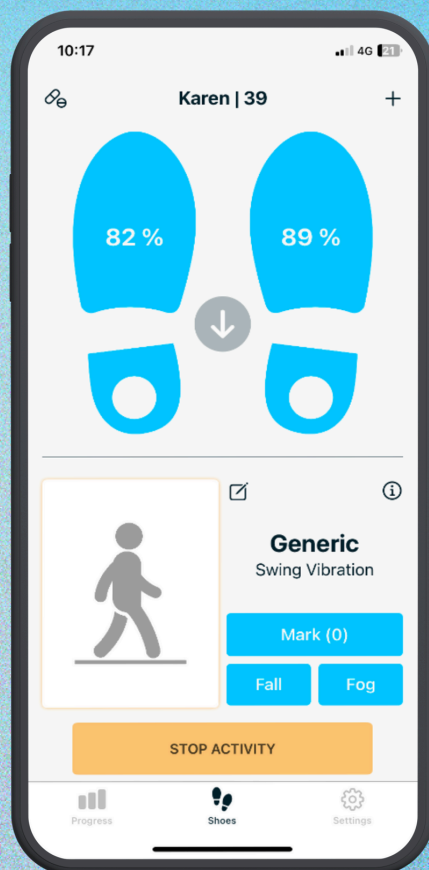 10:17
4G 21
Karen | 39
82 %
89 %
Generic
Swing Vibration
Mark (0)
Fall
Fog
STOP ACTIVITY
Progress
Shoes
Settings